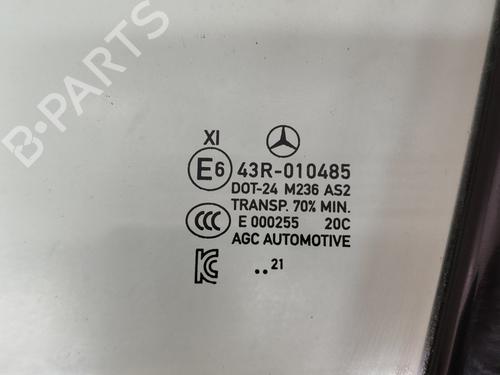 B-PARTS
XI
E6 43R-010485
DOT-24 M236 AS2
TRANSP. 70% MIN.
CCC E 000255 20C
AGC AUTOMOTIVE
KC ..21